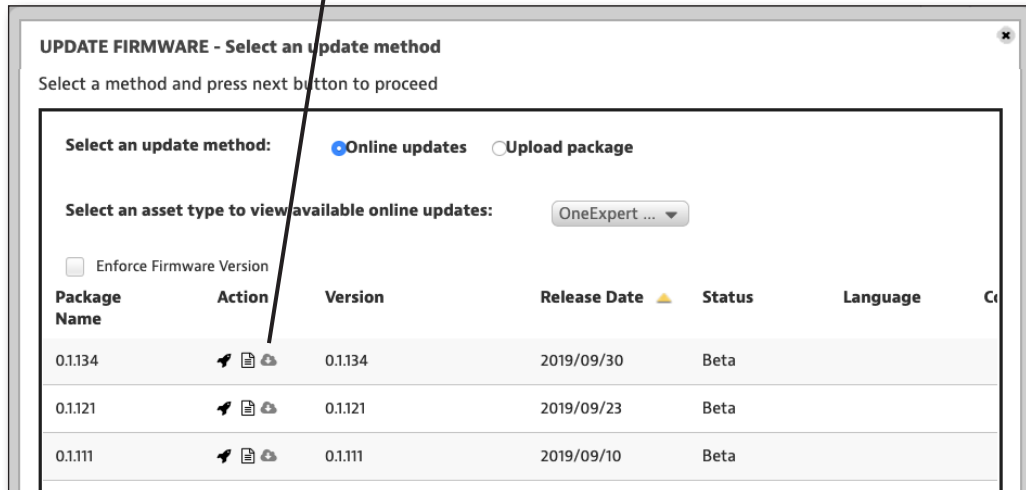 UPDATE FIRMWARE - Select an update method
Select a method and press next button to proceed
Select an update method: Online updates Upload package
Select an asset type to view available online updates: OneExpert ...
Enforce Firmware Version
Package Name Action Version Release Date Status Language
0.1.134 0.1.134 2019/09/30 Beta
0.1.121 0.1.121 2019/09/23 Beta
0.1.111 0.1.111 2019/09/10 Beta